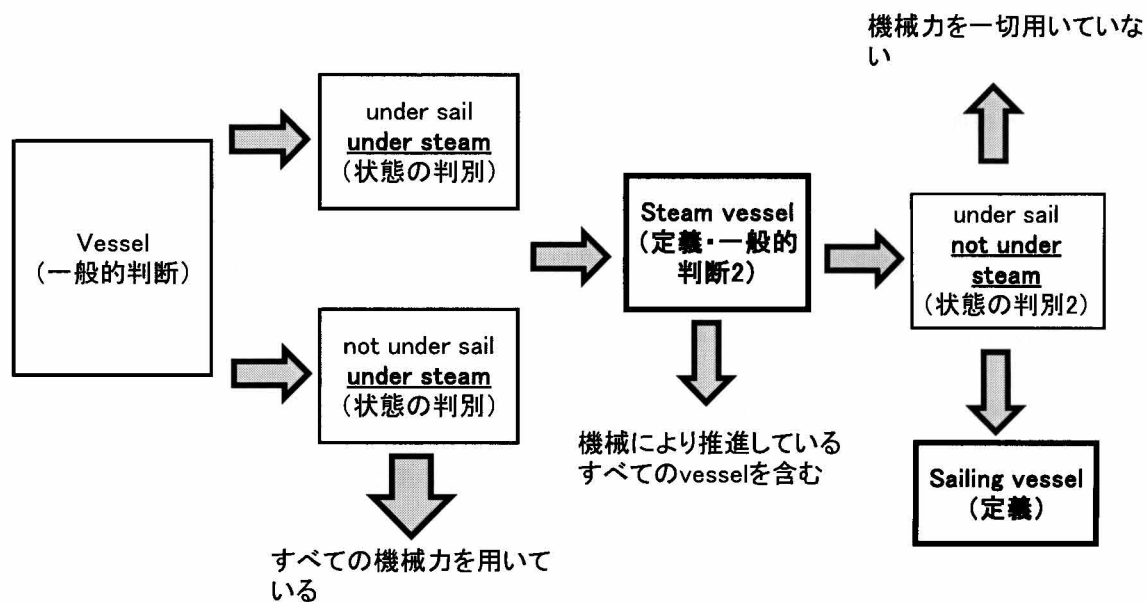 Vessel
（一般的判断）
under sail
under steam
（状態の判別）
not under sail
under steam
（状態の判別）
すべての機械力を用いて
いる
Steam vessel
（定義・一般的
判断2）
機械により推進している
すべてのvesselを含む
機械力を一切用いていな
い
under sail
not under
steam
（状態の判別2）
Sailing vessel
（定義）